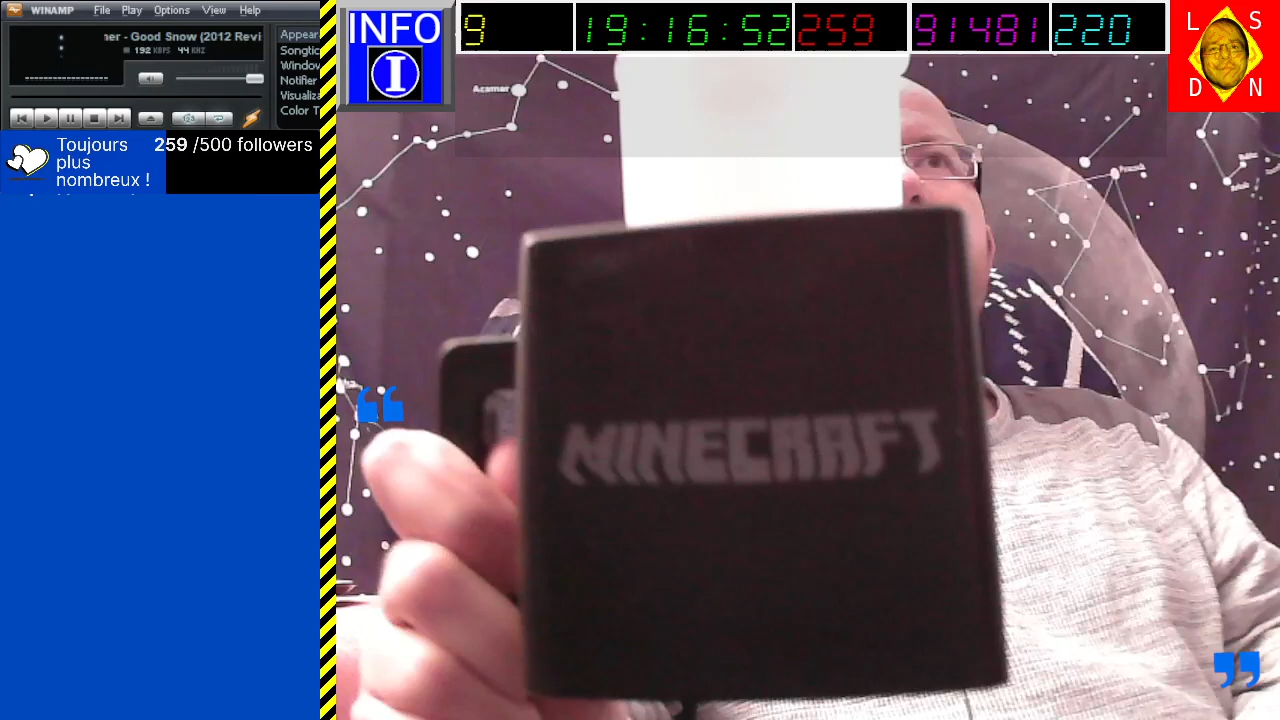 WINAMP File Play Options View Help
ner - Good Snow (2012 Revi
192 KBPS 44 KHZ
Appear
Songtic
Window
Notifier
Visualiza
Color T
Toujours
plus
nombreux !
259 /500 followers
INFO
I
9 19:16:52 259 91481 220
L S
D N
Acamar
MINECRAFT
“
”